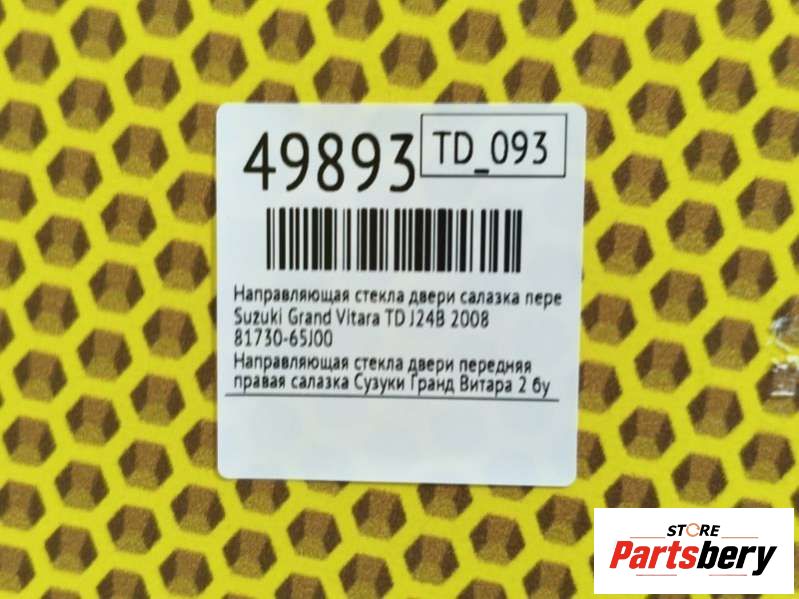 49893
TD_093
Направляющая стекла двери салазка пере
Suzuki Grand Vitara TD J24B 2008
81730-65J00
Направляющая стекла двери передняя
правая салазка Сузуки Гранд Витара 2 бу
STORE
Partsbery